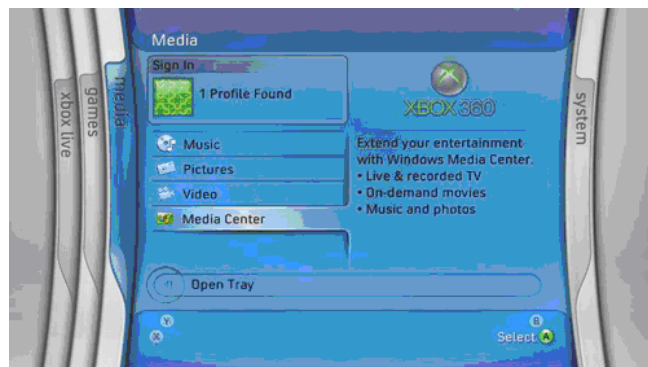 Media
Sign In
1 Profile Found
xbox live
games
media
system
Music
Pictures
Video
Media Center
XBOX 360
Extend your entertainment
with Windows Media Center.
• Live & recorded TV
• On-demand movies
• Music and photos
Open Tray
Y
X
B
Select A